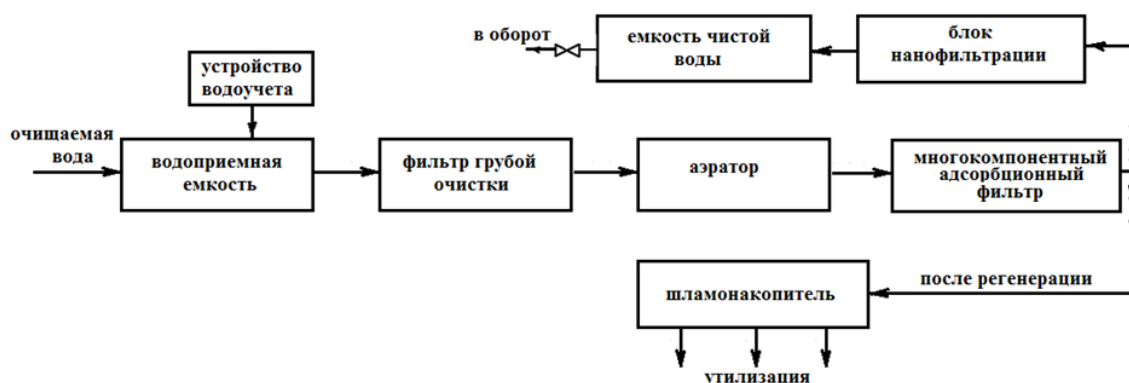 в оборот
емкость чистой
воды
блок
нанофильтрации
устройство
водоучета
очищаемая
вода
водоприемная
емкость
фильтр грубой
очистки
аэратор
многокомпонентный
адсорбционный
фильтр
шламонакопитель
после регенерации
утилизация